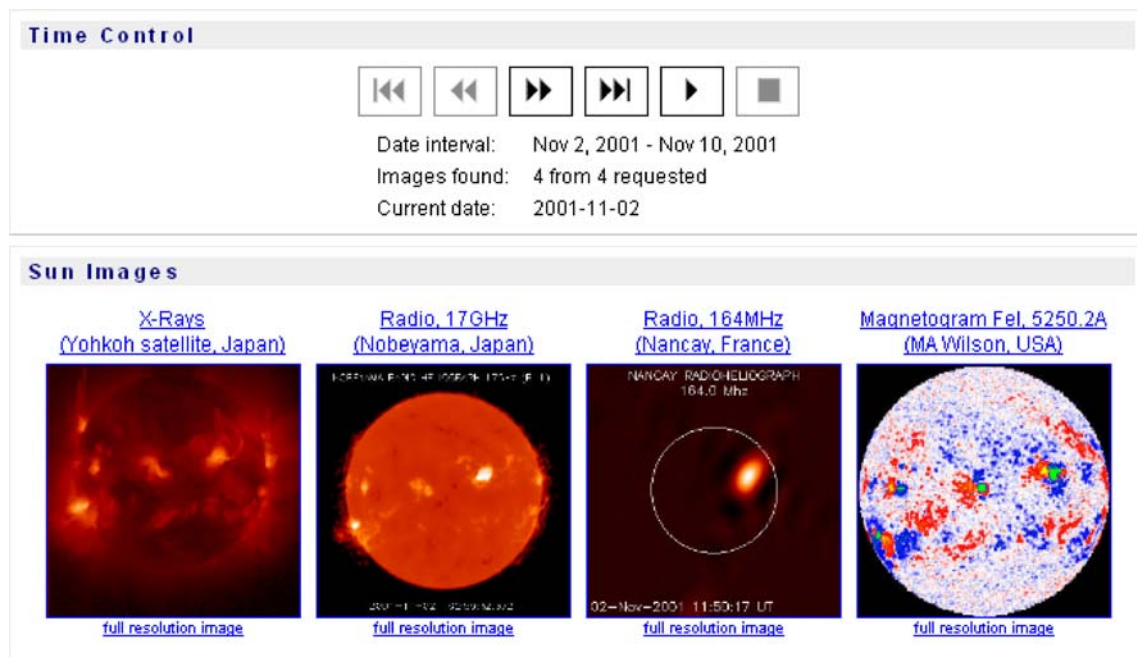 Time Control
Date interval: Nov 2, 2001 - Nov 10, 2001
Images found: 4 from 4 requested
Current date: 2001-11-02
Sun Images
X-Rays
(Yohkoh satellite, Japan)
Radio, 17GHz
(Nobeyama, Japan)
Radio, 164MHz
(Nancay, France)
Magnetogram FeI, 5250.2A
(MA Wilson, USA)
NANCAY RADIOHELIOGRAPH
164.0 Mhz
02-Nov-2001 11:50:17 UT
full resolution image
full resolution image
full resolution image
full resolution image